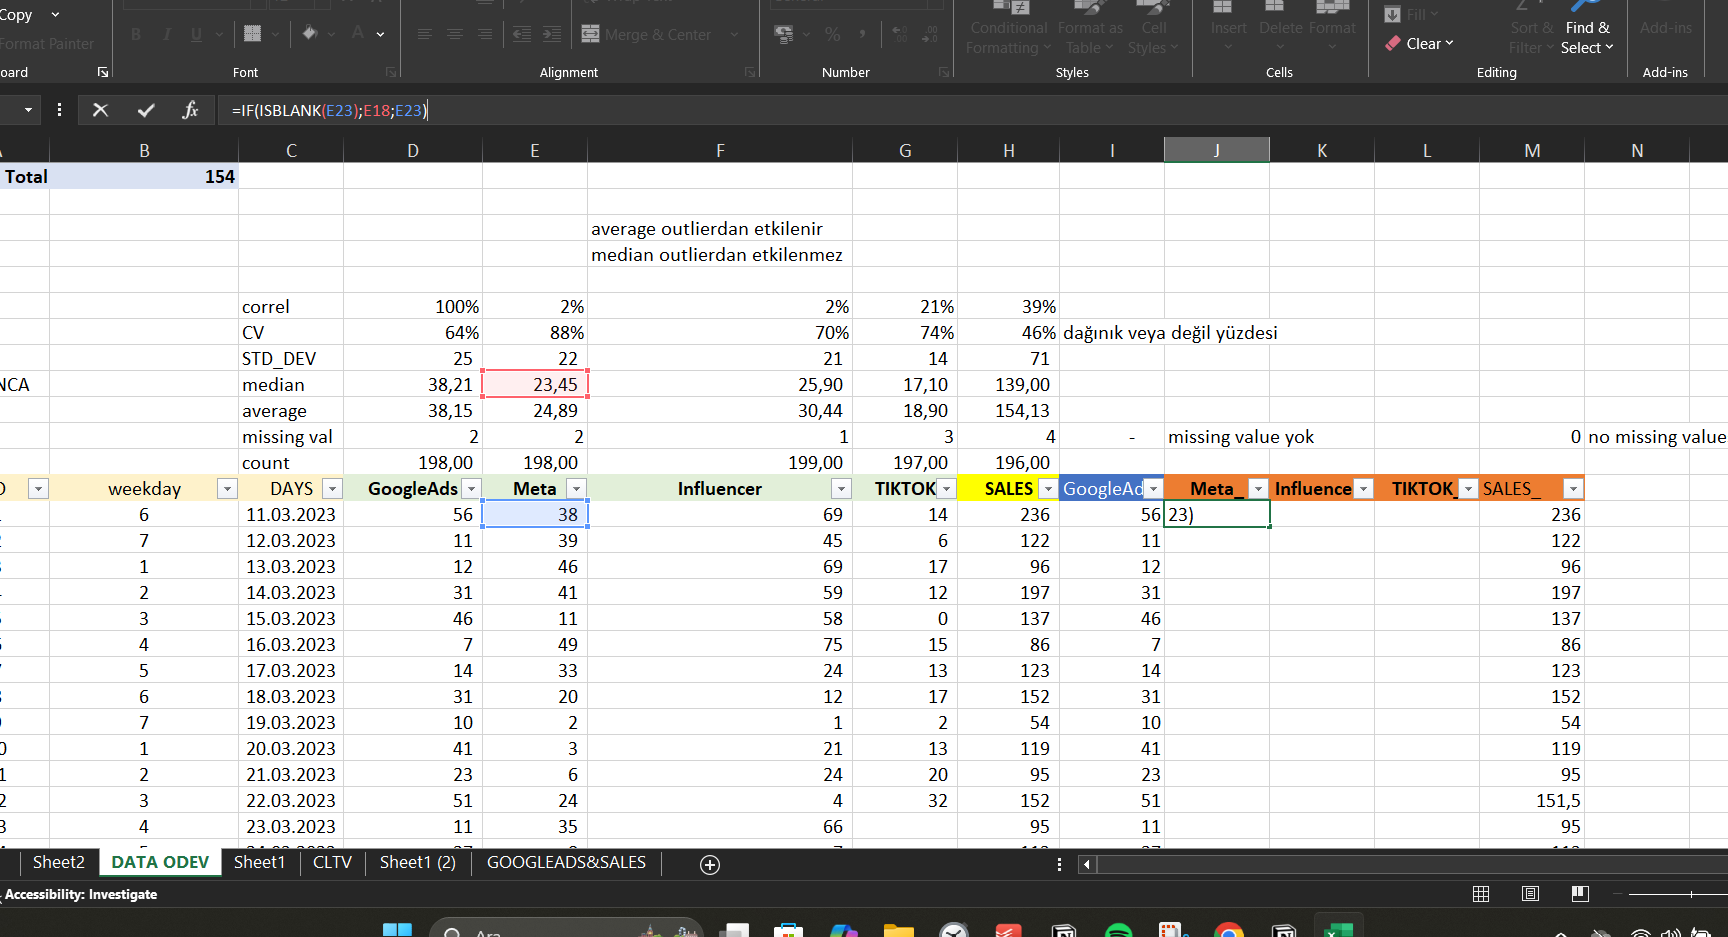 Copy
Format Painter
B I U A
Wrap Text
Merge & Center
%
Conditional Formatting
Format as Table
Cell Styles
Insert Delete Format
Fill
Clear
Sort & Filter
Find & Select
Add-ins
oard Font Alignment Number Styles Cells Editing Add-ins
fx =IF(ISBLANK(E23);E18;E23)
B C D E F G H I J K L M N
Total 154
average outlierdan etkilenir
median outlierdan etkilenmez
correl 100% 2% 2% 21% 39%
CV 64% 88% 70% 74% 46% dağınık veya değil yüzdesi
STD_DEV 25 22 21 14 71
NCA median 38,21 23,45 25,90 17,10 139,00
average 38,15 24,89 30,44 18,90 154,13
missing val 2 2 1 3 4 - missing value yok 0 no missing value
count 198,00 198,00 199,00 197,00 196,00
weekday DAYS GoogleAds Meta Influencer TIKTOK SALES GoogleAd Meta_ Influence TIKTOK_ SALES_
6 11.03.2023 56 38 69 14 236 56 23) 236
7 12.03.2023 11 39 45 6 122 11 122
1 13.03.2023 12 46 69 17 96 12 96
2 14.03.2023 31 41 59 12 197 31 197
3 15.03.2023 46 11 58 0 137 46 137
4 16.03.2023 7 49 75 15 86 7 86
5 17.03.2023 14 33 24 13 123 14 123
6 18.03.2023 31 20 12 17 152 31 152
7 19.03.2023 10 2 1 2 54 10 54
0 1 20.03.2023 41 3 21 13 119 41 119
1 2 21.03.2023 23 6 24 20 95 23 95
2 3 22.03.2023 51 24 4 32 152 51 151,5
3 4 23.03.2023 11 35 66 95 11 95
Sheet2 DATA ODEV Sheet1 CLTV Sheet1 (2) GOOGLEADS&SALES
Accessibility: Investigate
Ara